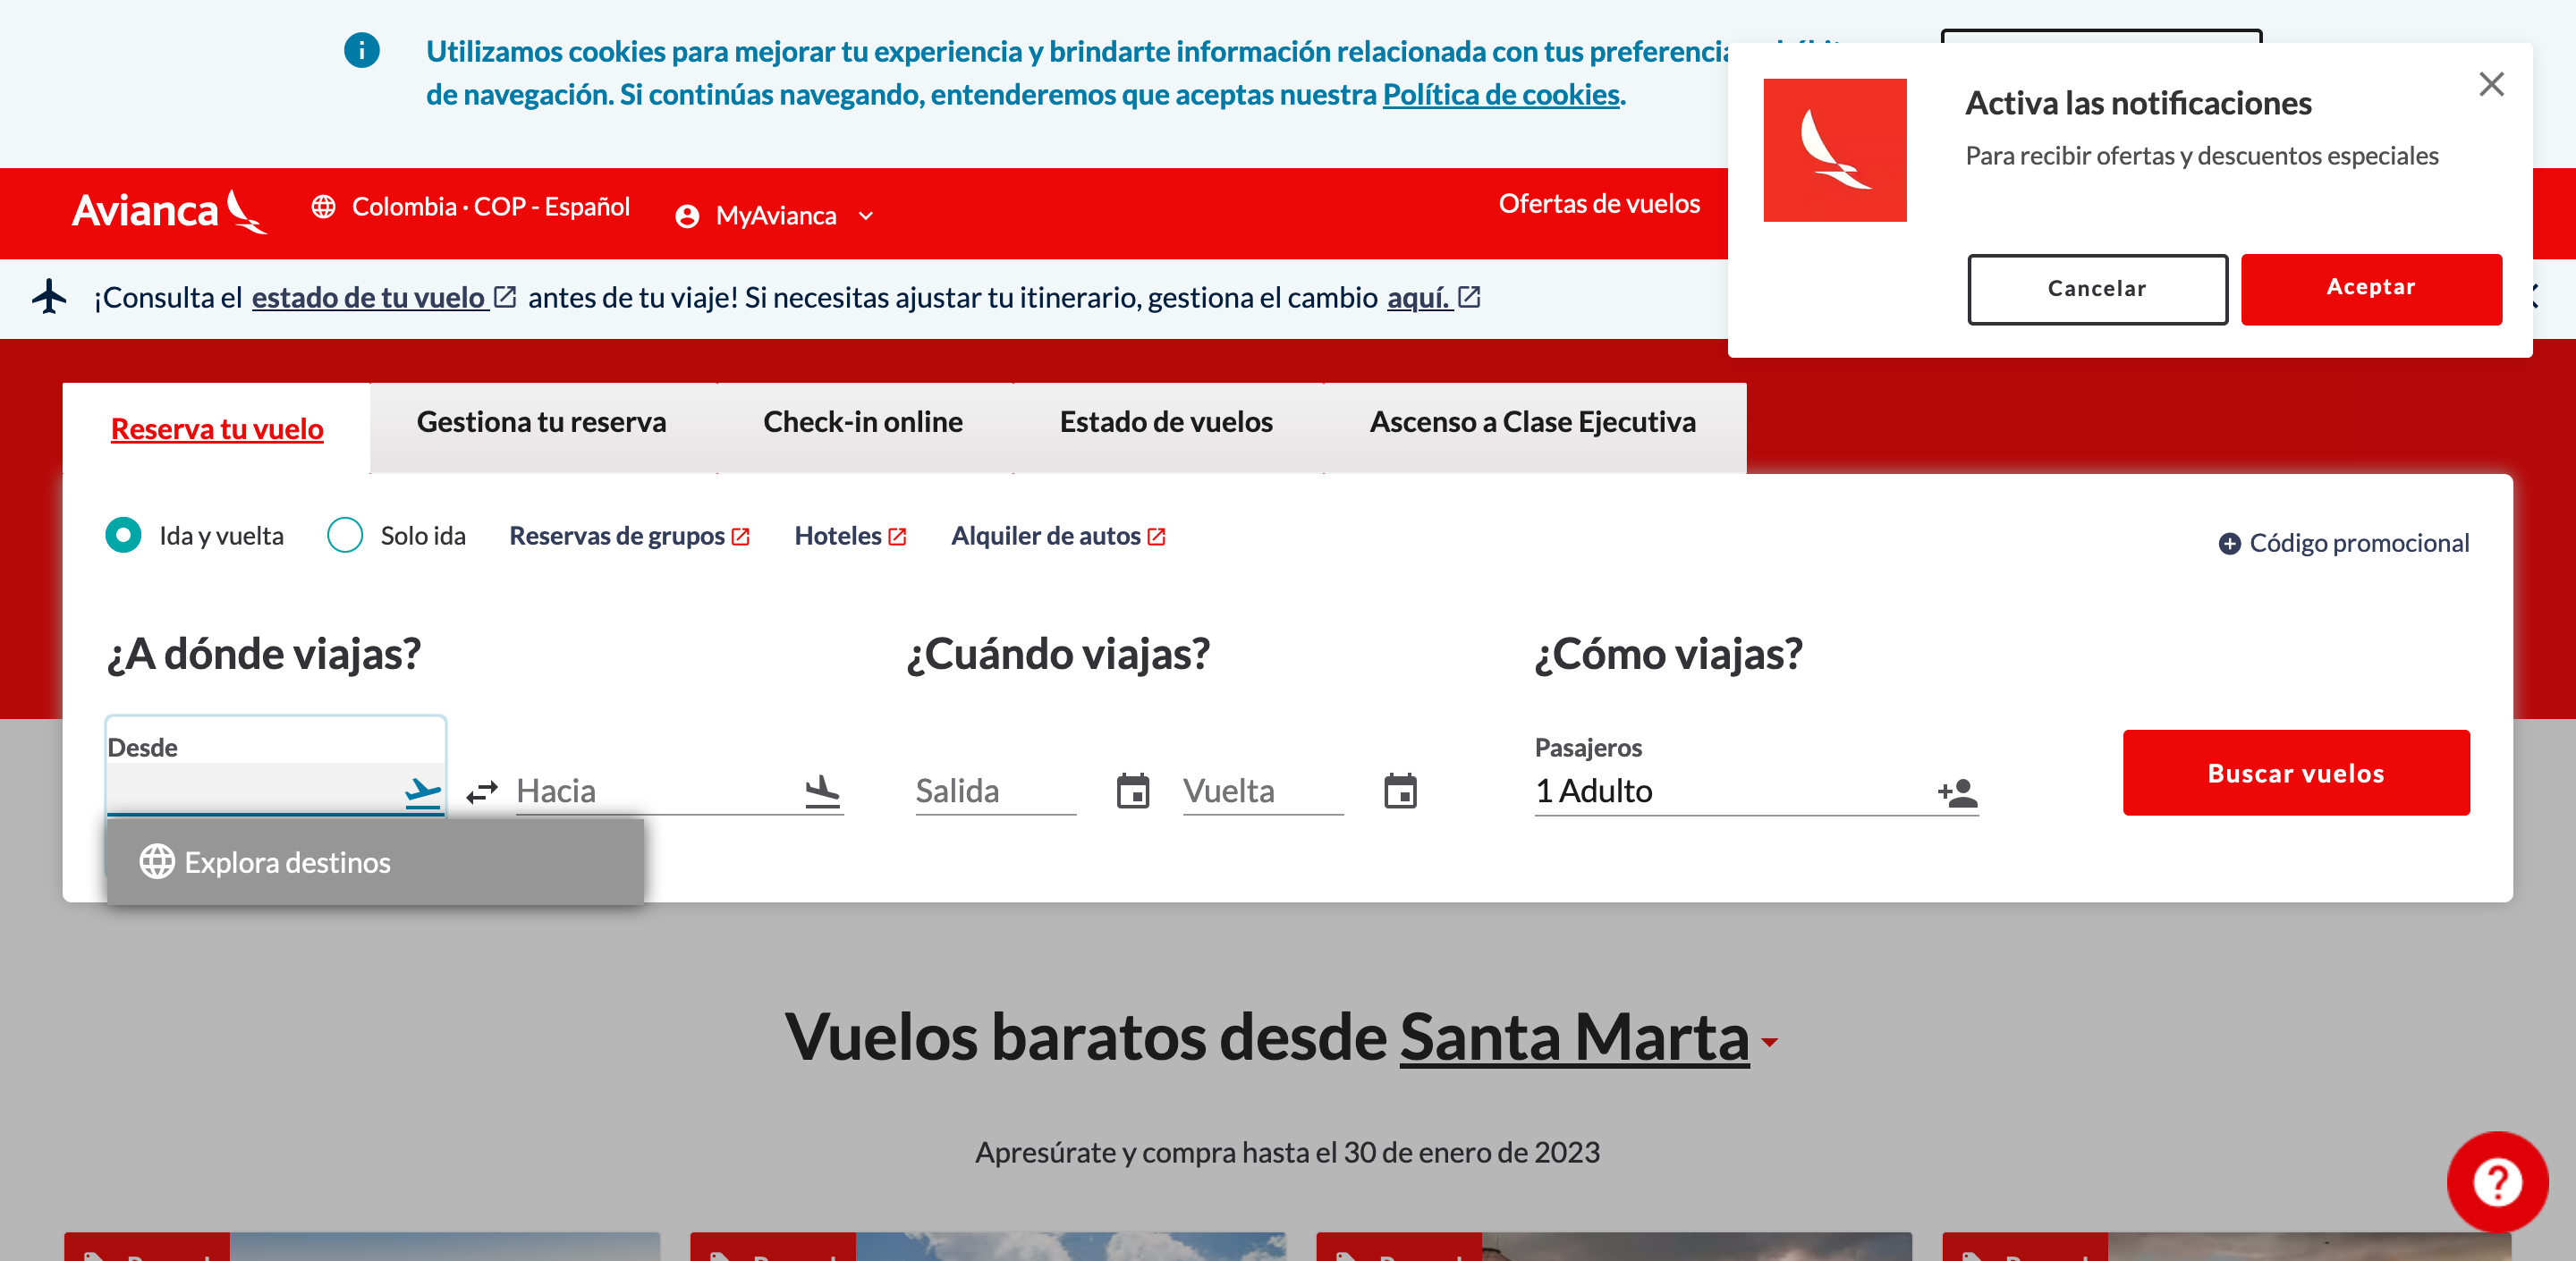 Utilizamos cookies para mejorar tu experiencia y brindarte información relacionada con tus
de navegación. Si continúas navegando, entenderemos que aceptas nuestra Política de cookies.
Activa las notificaciones
Para recibir ofertas y descuentos especiales
Cancelar
Aceptar
Avianca
Colombia · COP - Español
MyAvianca
Ofertas de vuelos
¡Consulta el estado de tu vuelo antes de tu viaje! Si necesitas ajustar tu itinerario, gestiona el cambio aquí.
Reserva tu vuelo
Gestiona tu reserva
Check-in online
Estado de vuelos
Ascenso a Clase Ejecutiva
Ida y vuelta
Solo ida
Reservas de grupos
Hoteles
Alquiler de autos
Código promocional
¿A dónde viajas?
¿Cuándo viajas?
¿Cómo viajas?
Desde
Hacia
Salida
Vuelta
Pasajeros
1 Adulto
Buscar vuelos
Explora destinos
Vuelos baratos desde Santa Marta
Apresúrate y compra hasta el 30 de enero de 2023